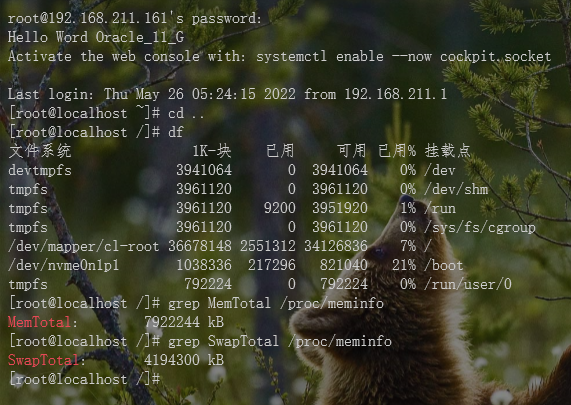 root@192.168.211.161's password:
Hello Word Oracle_11_G
Activate the web console with: systemctl enable --now cockpit.socket
Last login: Thu May 26 05:24:15 2022 from 192.168.211.1
[root@localhost ~]# cd ..
[root@localhost /]# df
文件系统 1K-块 已用 可用 已用% 挂载点
devtmpfs 3941064 0 3941064 0% /dev
tmpfs 3961120 0 3961120 0% /dev/shm
tmpfs 3961120 9200 3951920 1% /run
tmpfs 3961120 0 3961120 0% /sys/fs/cgroup
/dev/mapper/cl-root 36678148 2551312 34126836 7% /
/dev/nvme0n1p1 1038336 217296 821040 21% /boot
tmpfs 792224 0 792224 0% /run/user/0
[root@localhost /]# grep MemTotal /proc/meminfo
MemTotal: 7922244 kB
[root@localhost /]# grep SwapTotal /proc/meminfo
SwapTotal: 4194300 kB
[root@localhost /]#